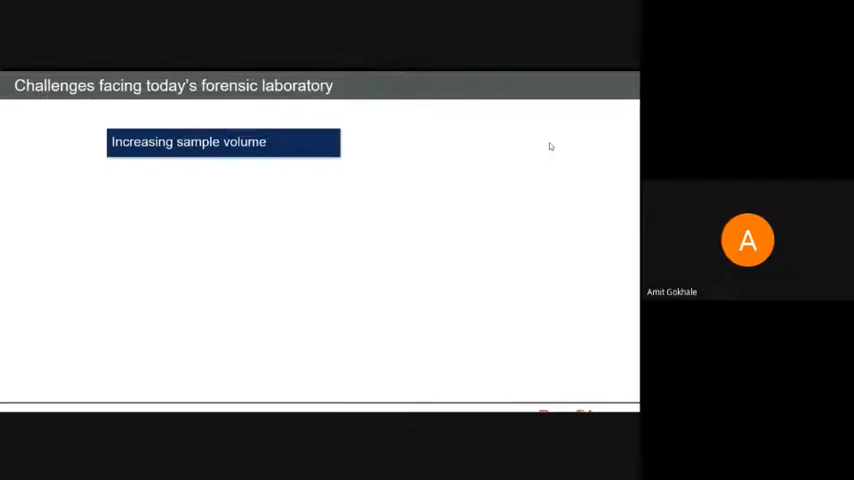 Challenges facing today's forensic laboratory
Increasing sample volume
A
Amit Gokhale